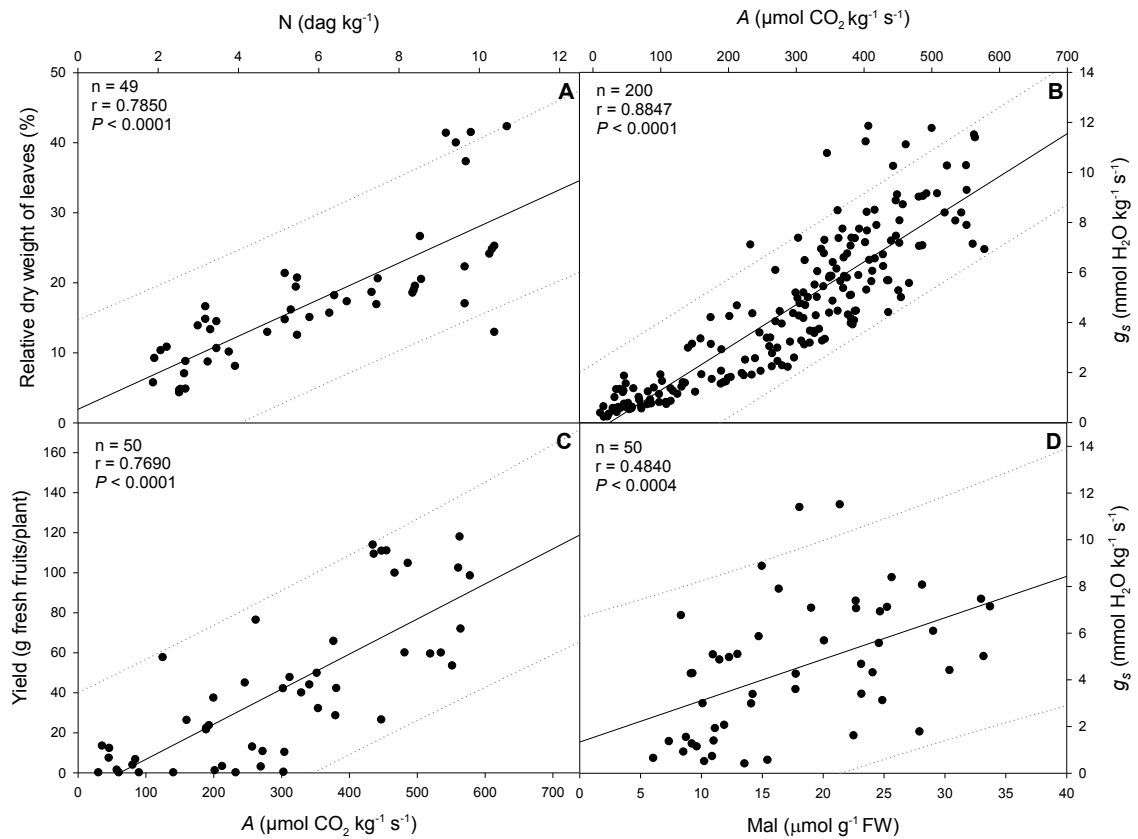 N (dag kg⁻¹)
A (µmol CO₂ kg⁻¹ s⁻¹)
0 2 4 6 8 10 12
0 100 200 300 400 500 600 700
Relative dry weight of leaves (%)
50
40
30
20
10
0
n = 49
r = 0.7850
P < 0.0001
A
n = 200
r = 0.8847
P < 0.0001
B
14
12
10
8
6
4
2
0
gₛ (mmol H₂O kg⁻¹ s⁻¹)
Yield (g fresh fruits/plant)
160
140
120
100
80
60
40
20
0
n = 50
r = 0.7690
P < 0.0001
C
n = 50
r = 0.4840
P < 0.0004
D
14
12
10
8
6
4
2
0
gₛ (mmol H₂O kg⁻¹ s⁻¹)
0 100 200 300 400 500 600 700
0 5 10 15 20 25 30 35 40
A (µmol CO₂ kg⁻¹ s⁻¹)
Mal (µmol g⁻¹ FW)